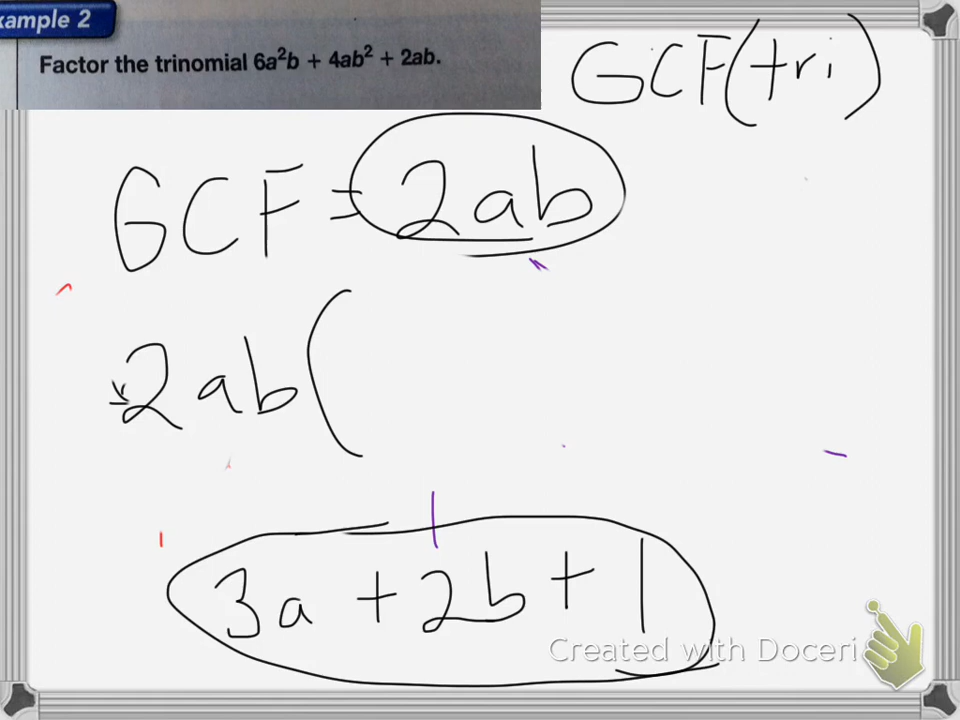 xample 2
Factor the trinomial 6a²b + 4ab² + 2ab.
GCF(tri)
GCF = 2ab
2ab(
3a + 2b + 1
Created with Doceri